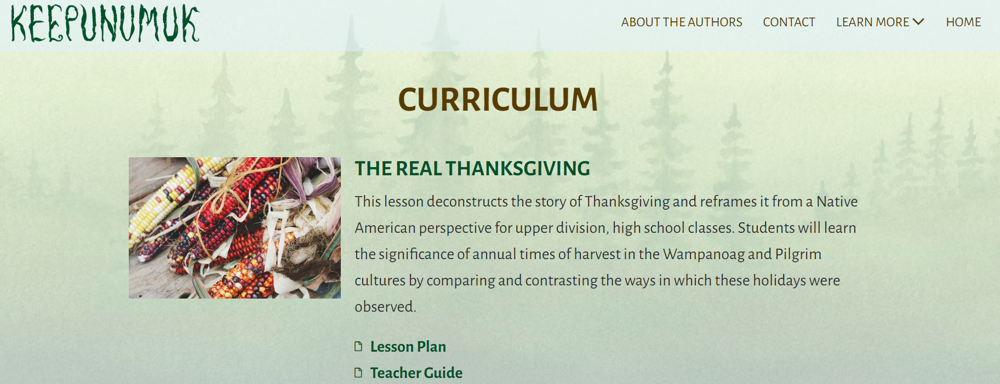 KEEPUNUMUK
ABOUT THE AUTHORS CONTACT LEARN MORE HOME
CURRICULUM
THE REAL THANKSGIVING
This lesson deconstructs the story of Thanksgiving and reframes it from a Native
American perspective for upper division, high school classes. Students will learn
the significance of annual times of harvest in the Wampanoag and Pilgrim
cultures by comparing and contrasting the ways in which these holidays were
observed.
Lesson Plan
Teacher Guide